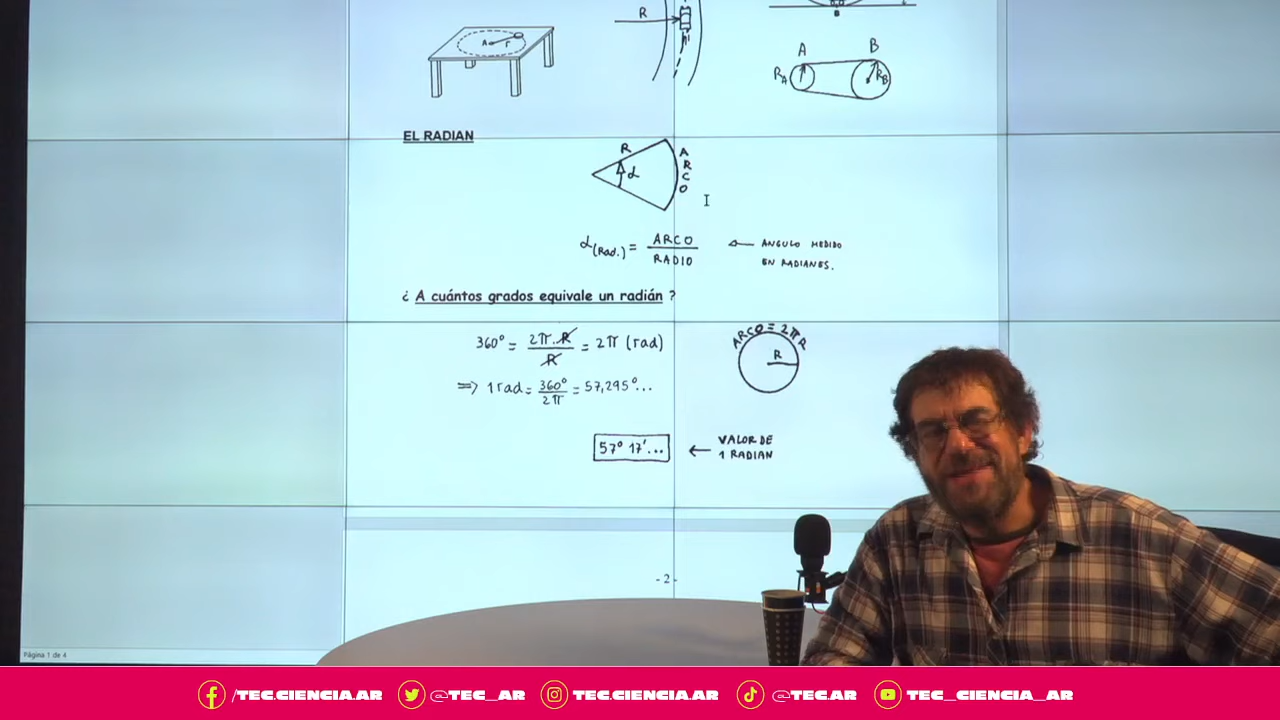 A r
R
B
A B
R_A R_B
EL RADIAN
R
α
ARCO
α(Rad.) = ARCO / RADIO ← ANGULO MEDIDO EN RADIANES.
¿ A cuántos grados equivale un radián ?
360° = 2π.R / R = 2π (rad)
ARCO = 2πR
R
⇒ 1 rad = 360° / 2π = 57,295°...
57° 17'... ← VALOR DE 1 RADIAN
- 2 -
Página 1 de 4
/TEC.CIENCIA.AR @TEC_AR TEC.CIENCIA.AR @TEC.AR TEC_CIENCIA_AR